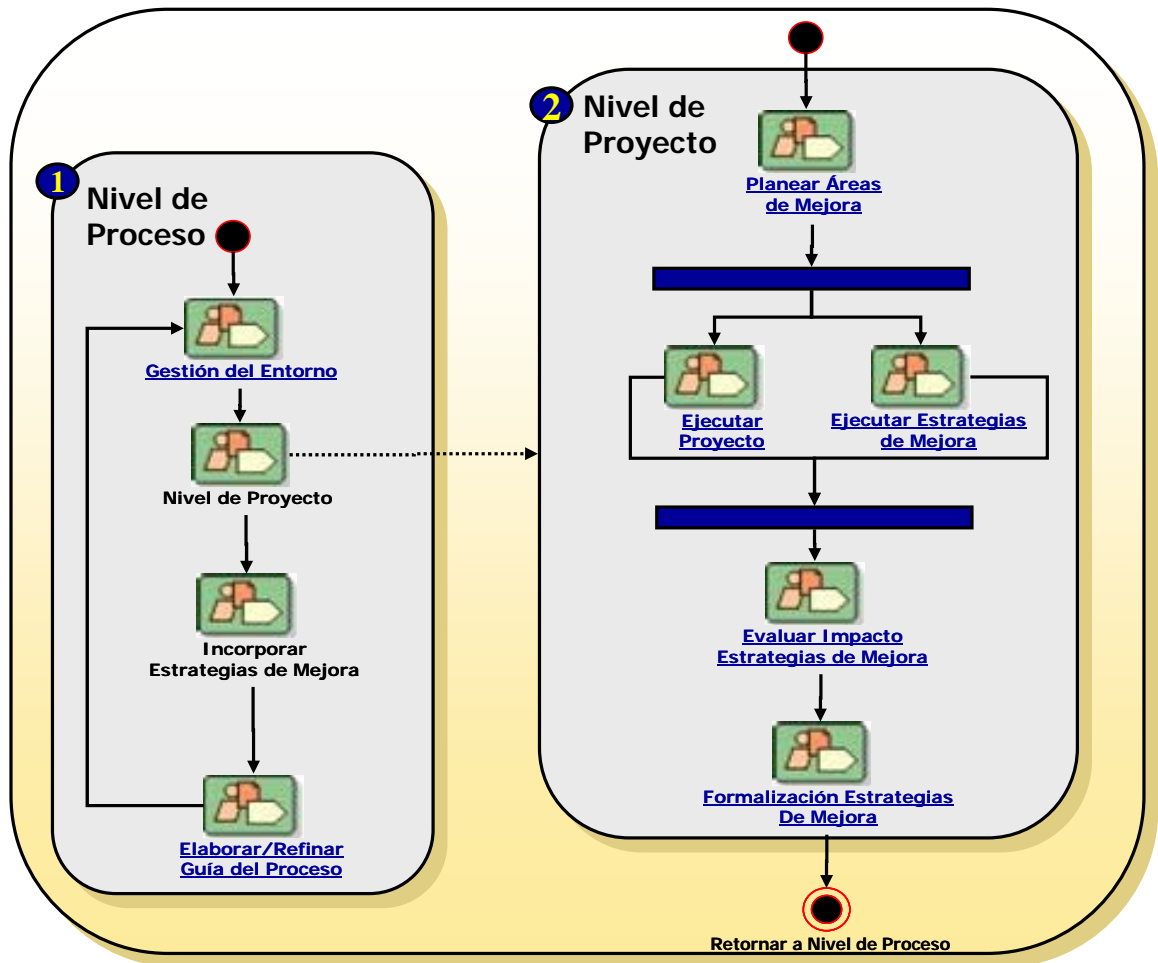 1
Nivel de
Proceso
Gestión del Entorno
Nivel de Proyecto
Incorporar
Estrategias de Mejora
Elaborar/Refinar
Guía del Proceso
2
Nivel de
Proyecto
Planear Áreas
de Mejora
Ejecutar
Proyecto
Ejecutar Estrategias
de Mejora
Evaluar Impacto
Estrategias de Mejora
Formalización Estrategias
De Mejora
Retornar a Nivel de Proceso